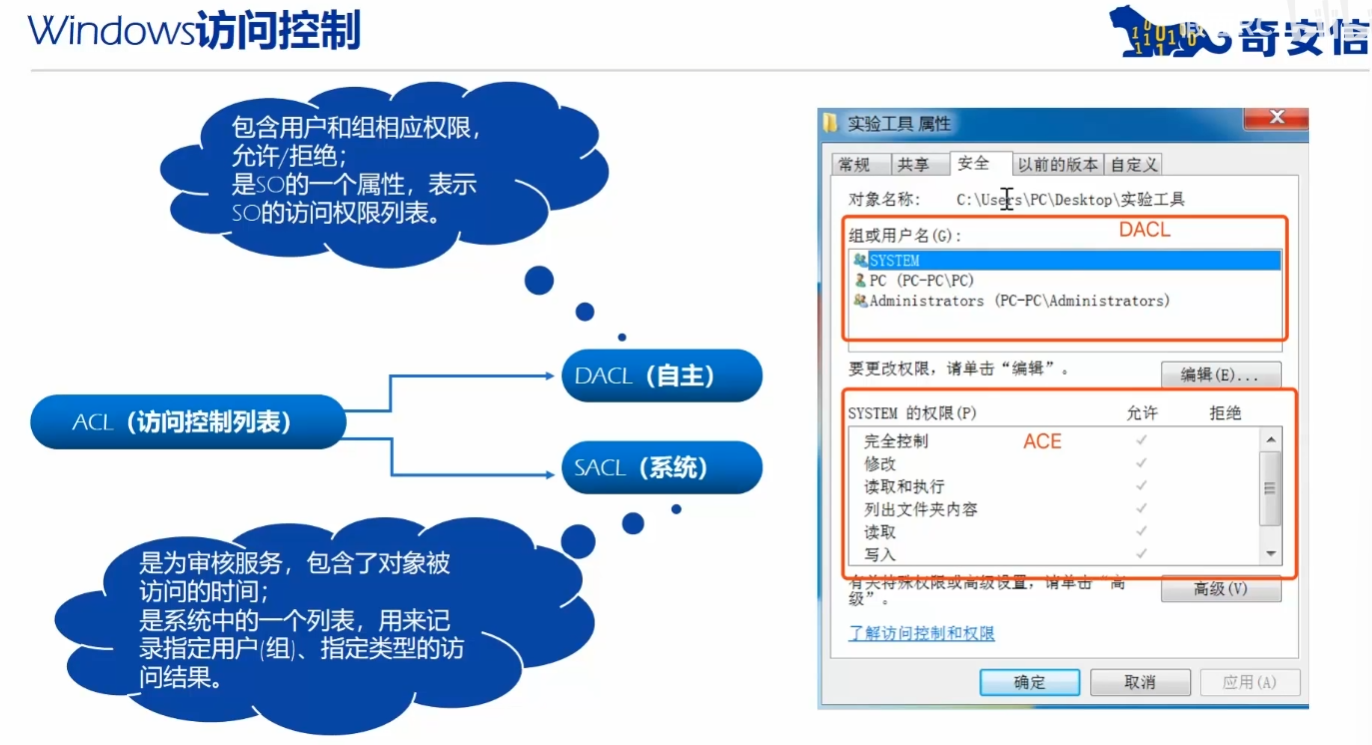 Windows访问控制
奇安信
包含用户和组相应权限，
允许/拒绝；
是SO的一个属性，表示
SO的访问权限列表。
ACL（访问控制列表）
DACL（自主）
SACL（系统）
是为审核服务，包含了对象被
访问的时间；
是系统中的一个列表，用来记
录指定用户(组)、指定类型的访
问结果。
实验工具 属性
常规 共享 安全 以前的版本 自定义
对象名称： C:\Users\PC\Desktop\实验工具
组或用户名(G)： DACL
SYSTEM
PC (PC-PC\PC)
Administrators (PC-PC\Administrators)
要更改权限，请单击“编辑”。 编辑(E)...
SYSTEM 的权限(P) 允许 拒绝
完全控制 ACE
修改
读取和执行
列出文件夹内容
读取
写入
有关特殊权限或高级设置，请单击“高
级”。 高级(V)
了解访问控制和权限
确定 取消 应用(A)